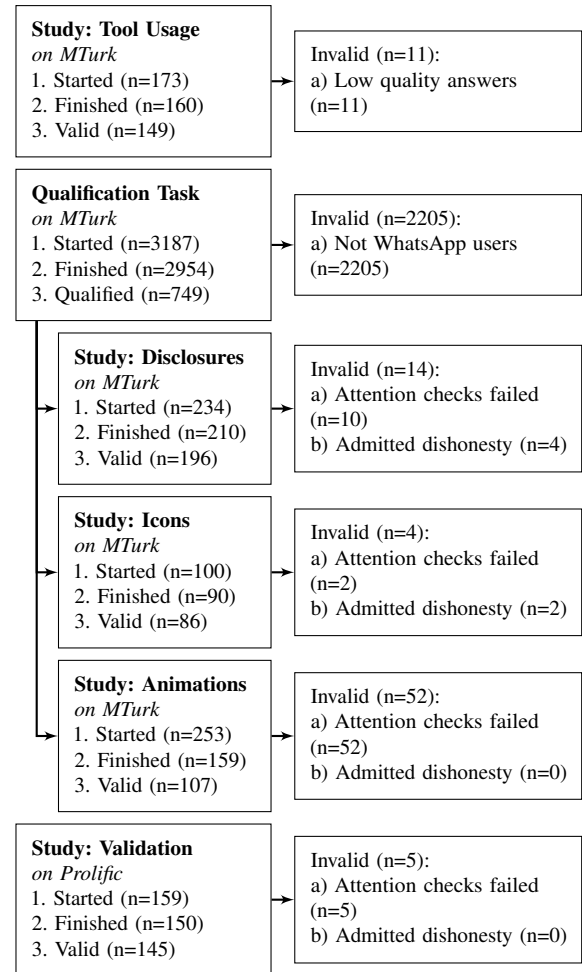 Study: Tool Usage
on MTurk
1. Started (n=173)
2. Finished (n=160)
3. Valid (n=149)
Invalid (n=11):
a) Low quality answers
(n=11)
Qualification Task
on MTurk
1. Started (n=3187)
2. Finished (n=2954)
3. Qualified (n=749)
Invalid (n=2205):
a) Not WhatsApp users
(n=2205)
Study: Disclosures
on MTurk
1. Started (n=234)
2. Finished (n=210)
3. Valid (n=196)
Invalid (n=14):
a) Attention checks failed
(n=10)
b) Admitted dishonesty (n=4)
Study: Icons
on MTurk
1. Started (n=100)
2. Finished (n=90)
3. Valid (n=86)
Invalid (n=4):
a) Attention checks failed
(n=2)
b) Admitted dishonesty (n=2)
Study: Animations
on MTurk
1. Started (n=253)
2. Finished (n=159)
3. Valid (n=107)
Invalid (n=52):
a) Attention checks failed
(n=52)
b) Admitted dishonesty (n=0)
Study: Validation
on Prolific
1. Started (n=159)
2. Finished (n=150)
3. Valid (n=145)
Invalid (n=5):
a) Attention checks failed
(n=5)
b) Admitted dishonesty (n=0)